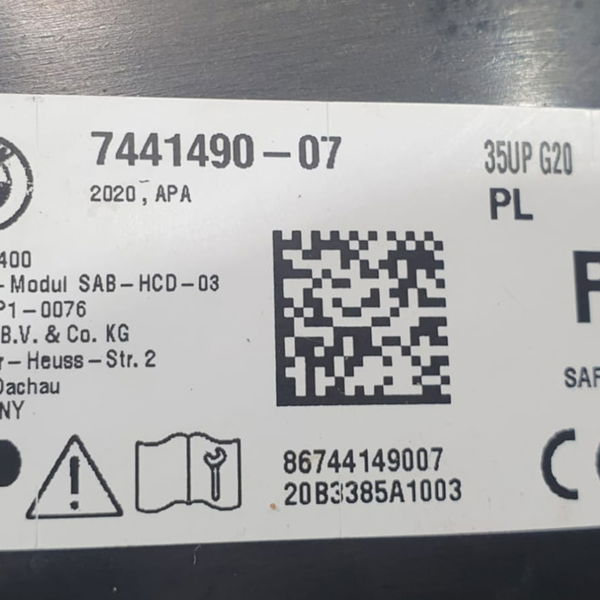 7441490-07
35UP G20
2020, APA
PL
400
-Modul SAB-HCD-03
P1-0076
B.V. & Co. KG
r-Heuss-Str. 2
Dachau
NY
SAF
86744149007
20B3385A1003